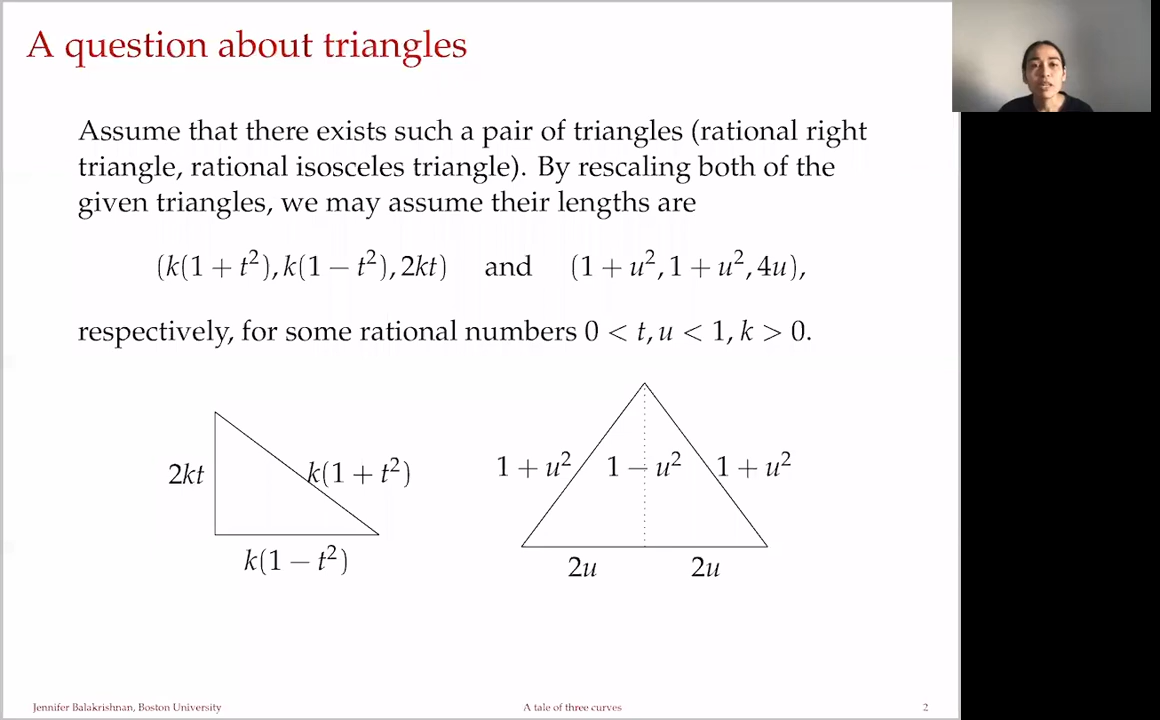 A question about triangles
Assume that there exists such a pair of triangles (rational right
triangle, rational isosceles triangle). By rescaling both of the
given triangles, we may assume their lengths are
(k(1 + t²), k(1 − t²), 2kt) and (1 + u², 1 + u², 4u),
respectively, for some rational numbers 0 < t, u < 1, k > 0.
2kt
k(1 + t²)
k(1 − t²)
1 + u²
1 − u²
1 + u²
2u
2u
Jennifer Balakrishnan, Boston University
A tale of three curves
2